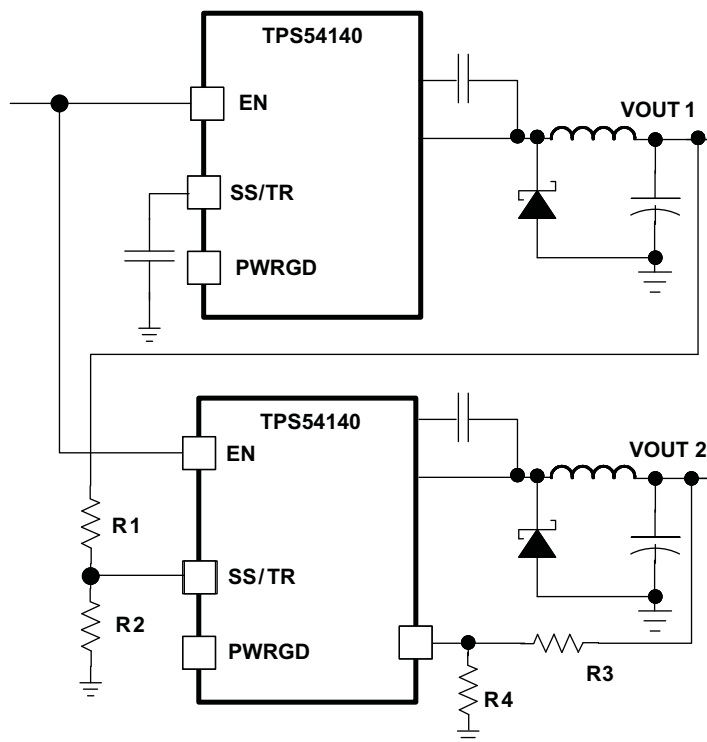 TPS54140
EN
VOUT 1
SS/TR
PWRGD
TPS54140
EN
VOUT 2
R1
SS/TR
R2
PWRGD
R3
R4